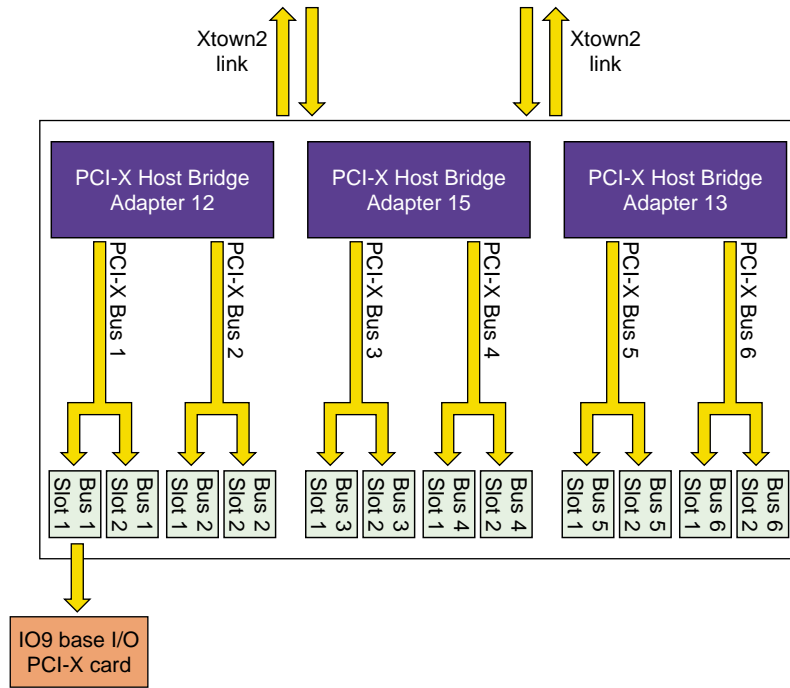 Xtown2
link
Xtown2
link
PCI-X Host Bridge
Adapter 12
PCI-X Host Bridge
Adapter 15
PCI-X Host Bridge
Adapter 13
PCI-X Bus 1
PCI-X Bus 2
PCI-X Bus 3
PCI-X Bus 4
PCI-X Bus 5
PCI-X Bus 6
Bus 1
Slot 1
Bus 1
Slot 2
Bus 2
Slot 1
Bus 2
Slot 2
Bus 3
Slot 1
Bus 3
Slot 2
Bus 4
Slot 1
Bus 4
Slot 2
Bus 5
Slot 1
Bus 5
Slot 2
Bus 6
Slot 1
Bus 6
Slot 2
IO9 base I/O
PCI-X card